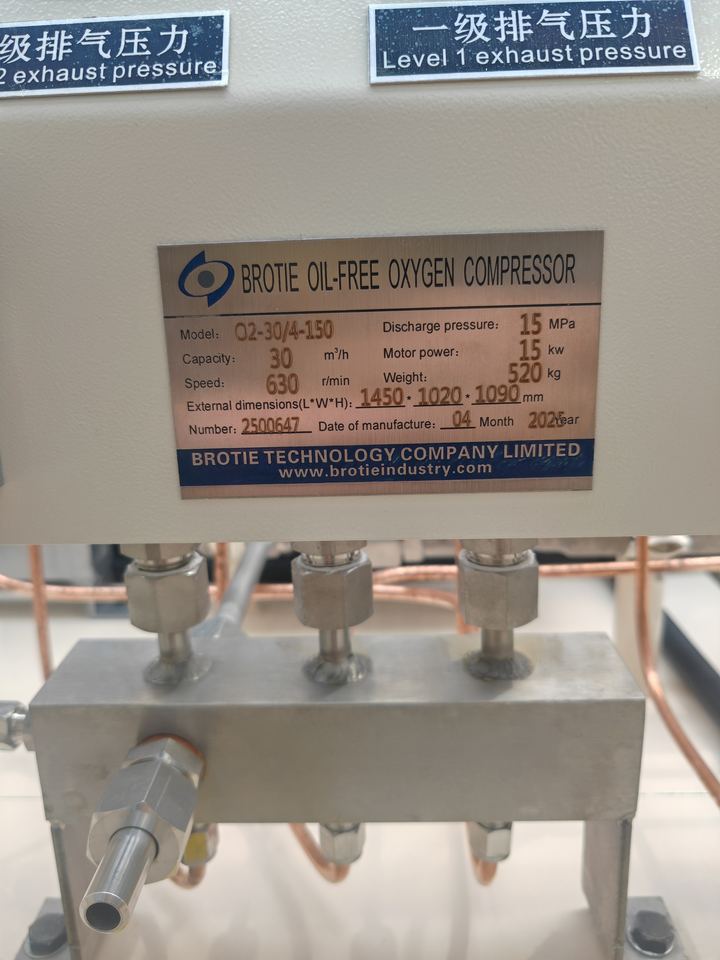 级排气压力
2 exhaust pressure
一级排气压力
Level 1 exhaust pressure
BROTIE OIL-FREE OXYGEN COMPRESSOR
Model: O2-30/4-150 Discharge pressure: 15 MPa
Capacity: 30 m³/h Motor power: 15 kw
Speed: 630 r/min Weight: 520 kg
External dimensions(L*W*H): 1450 * 1020 * 1090 mm
Number: 2500647 Date of manufacture: 04 Month 2025 Year
BROTIE TECHNOLOGY COMPANY LIMITED
www.brotieindustry.com